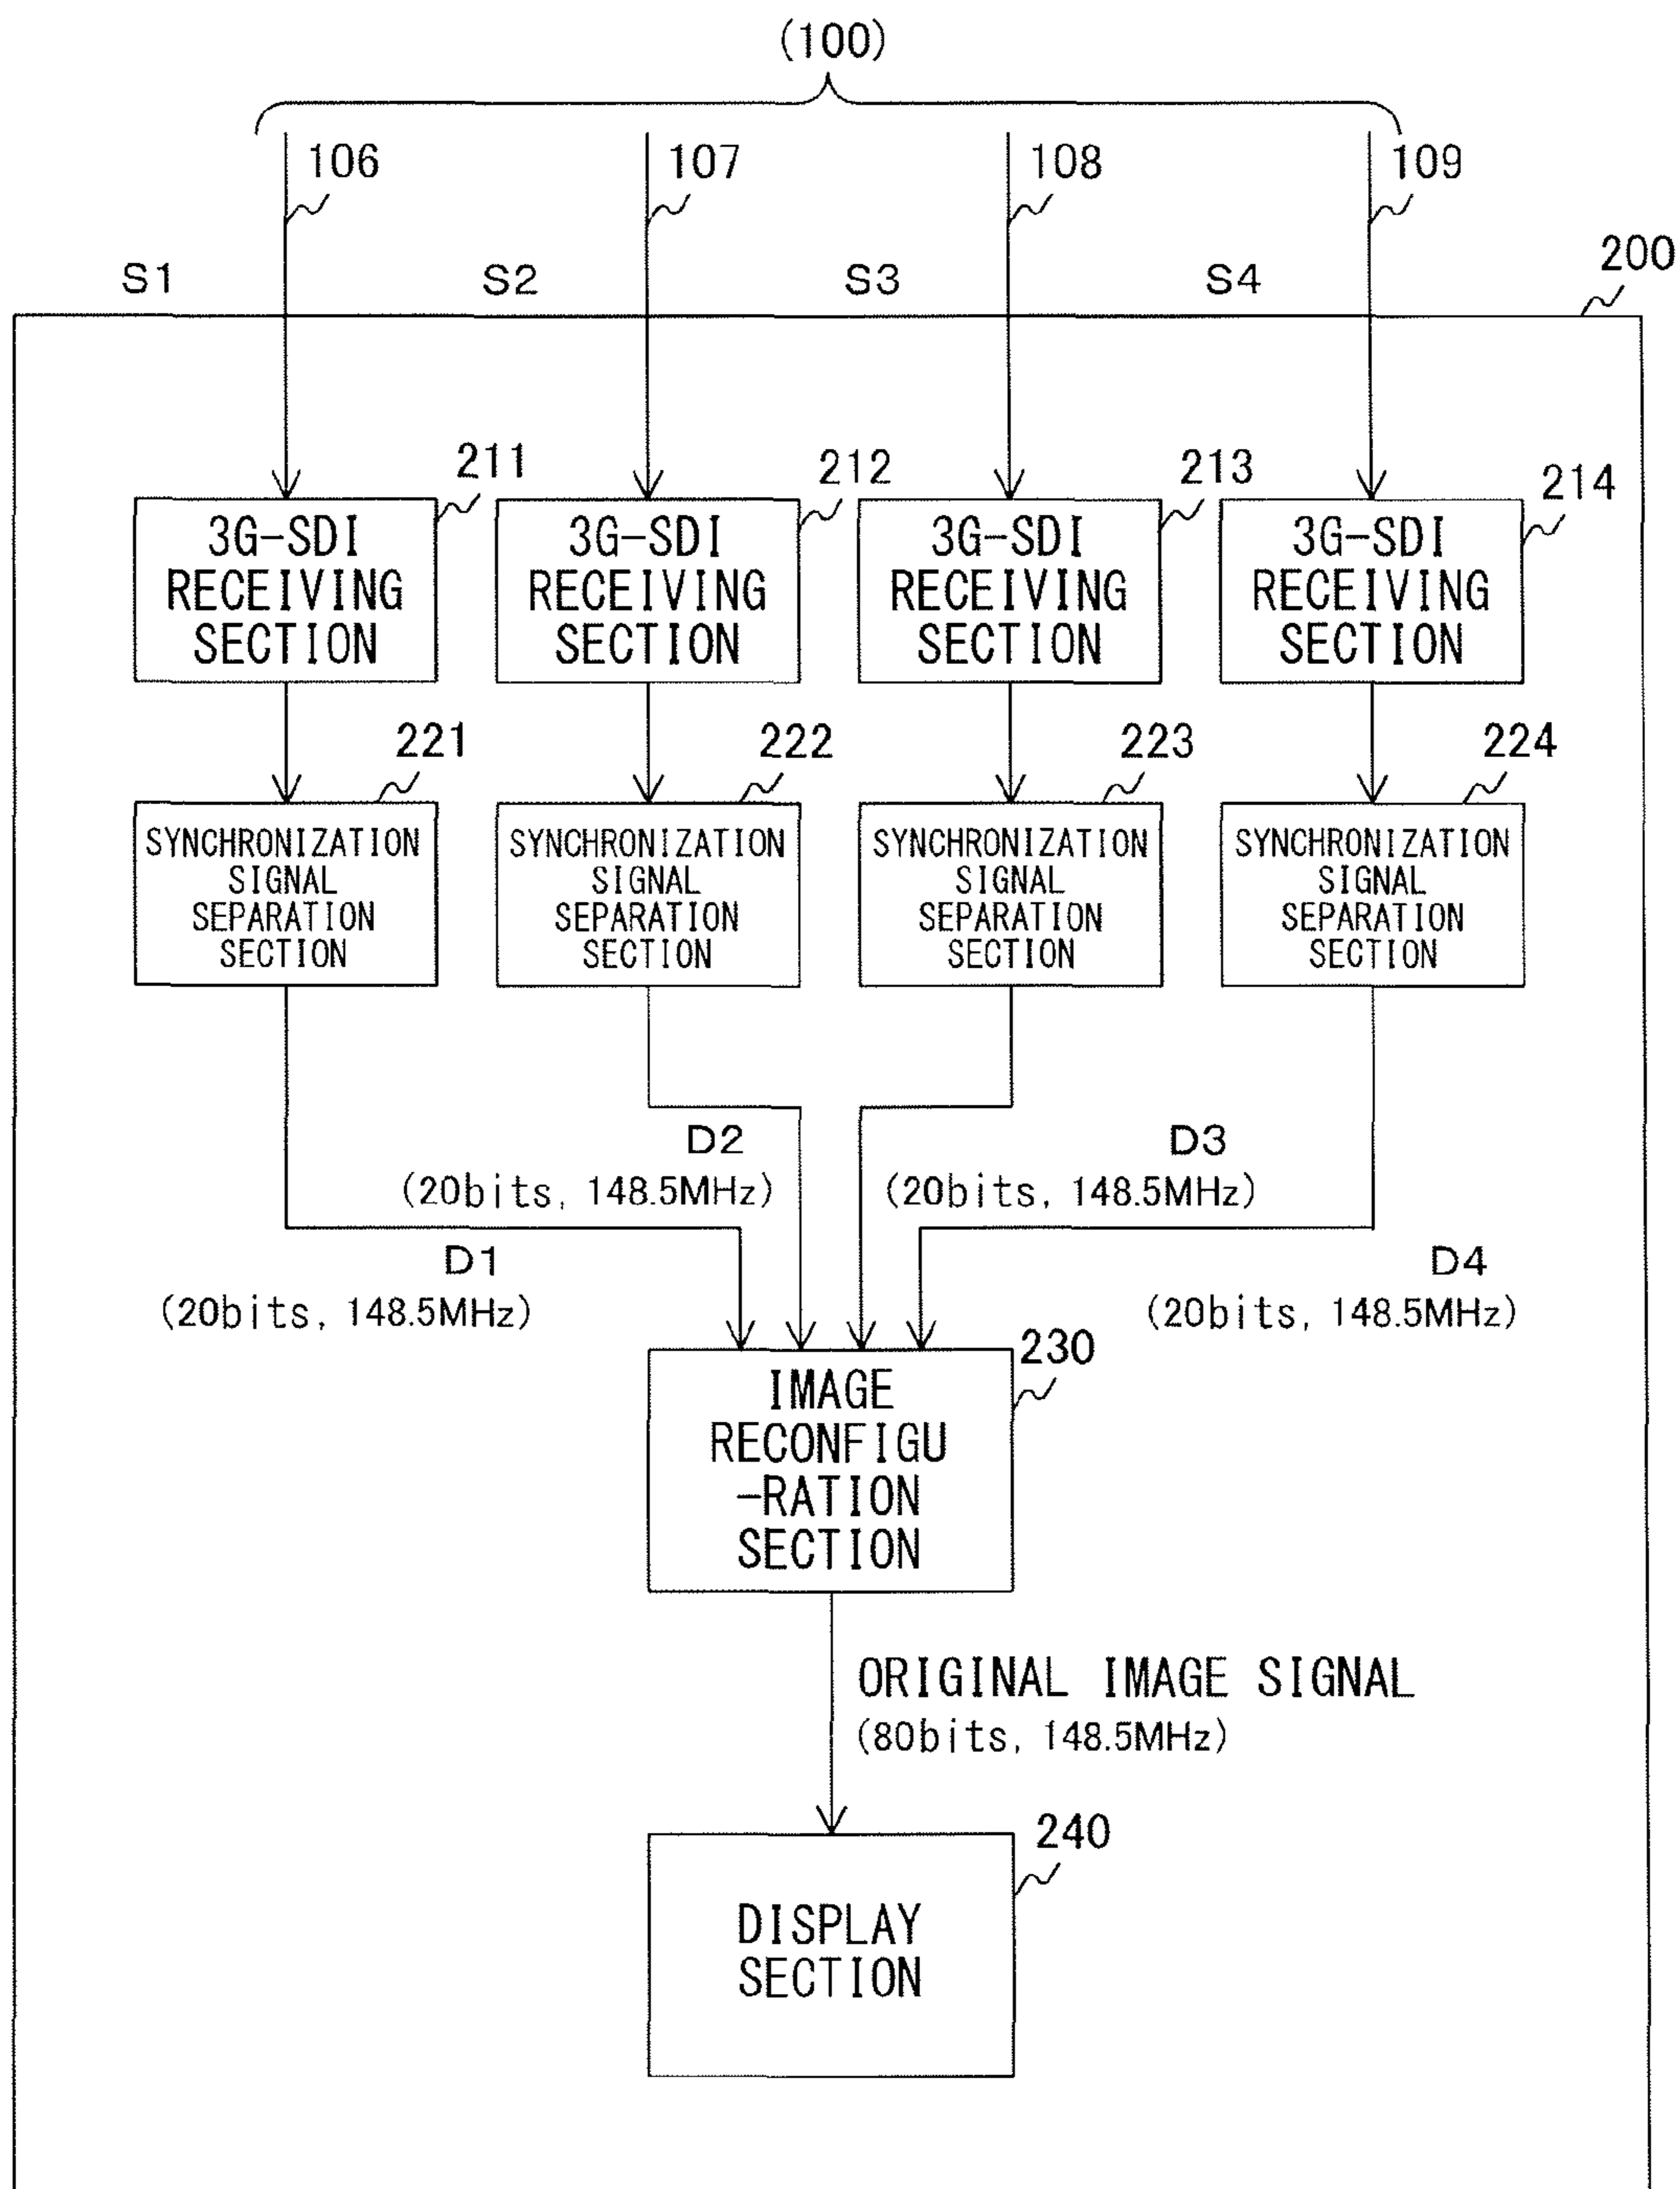 (100)
106 107 108 109
S1 S2 S3 S4 200
211 212 213 214
3G-SDI
RECEIVING
SECTION
3G-SDI
RECEIVING
SECTION
3G-SDI
RECEIVING
SECTION
3G-SDI
RECEIVING
SECTION
221 222 223 224
SYNCHRONIZATION
SIGNAL
SEPARATION
SECTION
SYNCHRONIZATION
SIGNAL
SEPARATION
SECTION
SYNCHRONIZATION
SIGNAL
SEPARATION
SECTION
SYNCHRONIZATION
SIGNAL
SEPARATION
SECTION
D2
(20bits, 148.5MHz)
D3
(20bits, 148.5MHz)
D1
(20bits, 148.5MHz)
D4
(20bits, 148.5MHz)
230
IMAGE
RECONFIGU
-RATION
SECTION
ORIGINAL IMAGE SIGNAL
(80bits, 148.5MHz)
240
DISPLAY
SECTION